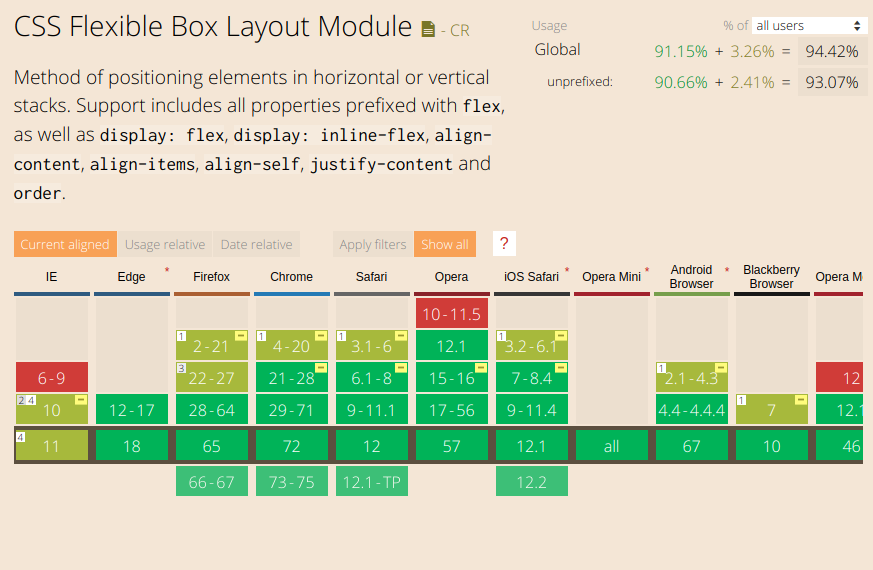 CSS Flexible Box Layout Module - CR
Usage % of all users
Global 91.15% + 3.26% = 94.42%
unprefixed: 90.66% + 2.41% = 93.07%
Method of positioning elements in horizontal or vertical
stacks. Support includes all properties prefixed with flex,
as well as display: flex, display: inline-flex, align-
content, align-items, align-self, justify-content and
order.
Current aligned Usage relative Date relative Apply filters Show all ?
IE Edge * Firefox Chrome Safari Opera iOS Safari * Opera Mini * Android Browser * Blackberry Browser Opera M
10-11.5
1 2-21 1 4-20 1 3.1-6 12.1 1 3.2-6.1
6-9 3 22-27 21-28 6.1-8 15-16 7-8.4 1 2.1-4.3 12
2 4 10 12-17 28-64 29-71 9-11.1 17-56 9-11.4 4.4-4.4.4 1 7 12.1
4 11 18 65 72 12 57 12.1 all 67 10 46
66-67 73-75 12.1-TP 12.2